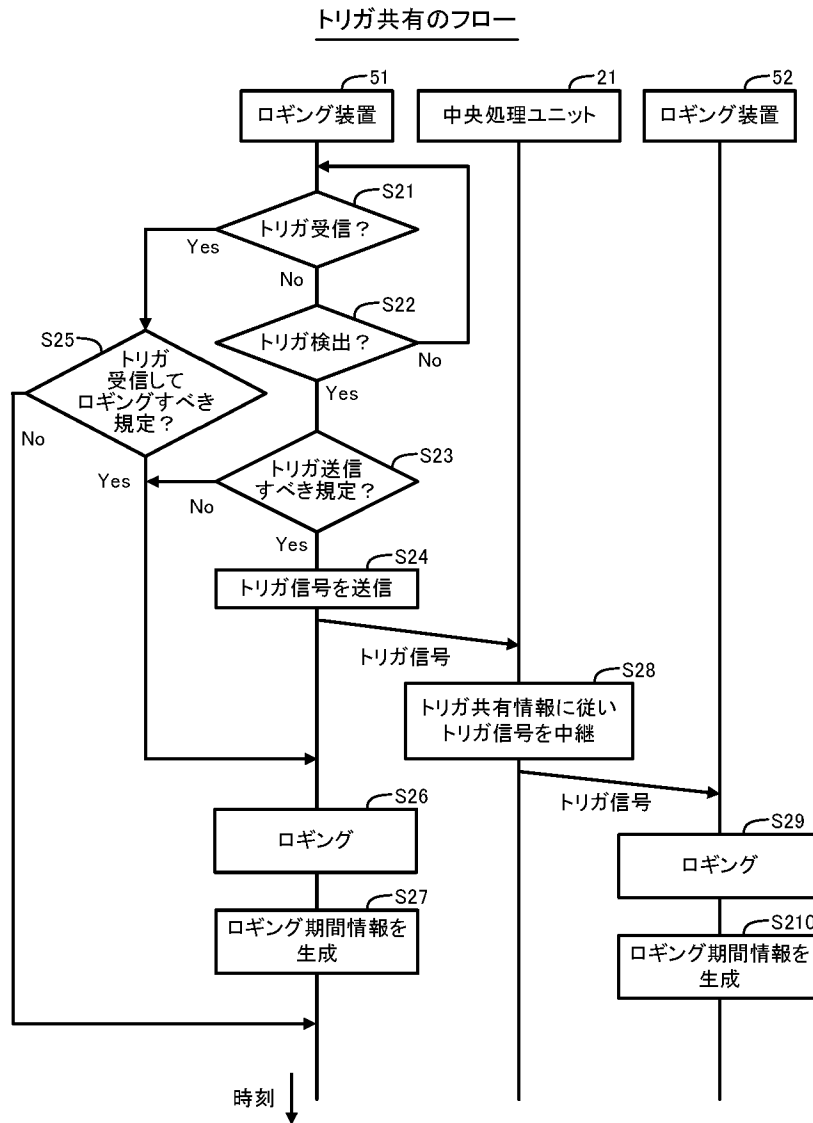 トリガ共有のフロー
51
21
52
ロギング装置
中央処理ユニット
ロギング装置
S21
トリガ受信？
Yes
No
S22
トリガ検出？
No
Yes
S25
トリガ
受信して
ロギングすべき
規定？
No
Yes
S23
トリガ送信
すべき規定？
No
Yes
S24
トリガ信号を送信
トリガ信号
S28
トリガ共有情報に従い
トリガ信号を中継
トリガ信号
S26
ロギング
S29
ロギング
S27
ロギング期間情報を
生成
S210
ロギング期間情報を
生成
時刻